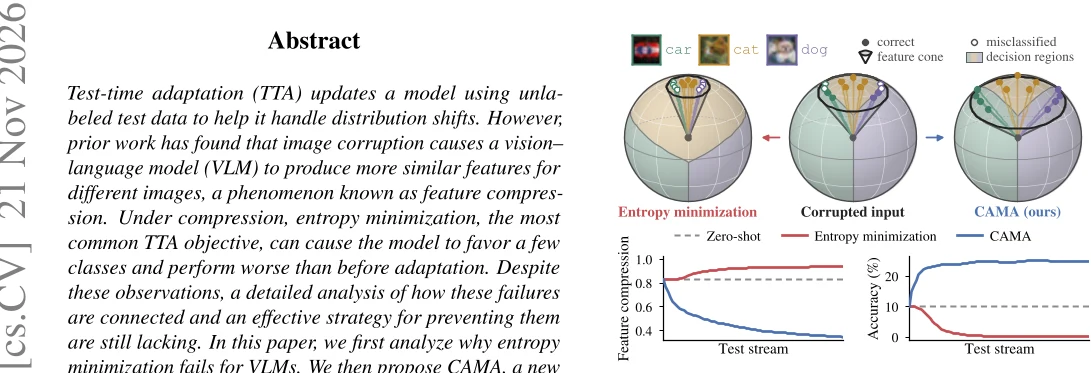 [cs.CV] 21 Nov 2026
Abstract
Test-time adaptation (TTA) updates a model using unla-
beled test data to help it handle distribution shifts. However,
prior work has found that image corruption causes a vision–
language model (VLM) to produce more similar features for
different images, a phenomenon known as feature compres-
sion. Under compression, entropy minimization, the most
common TTA objective, can cause the model to favor a few
classes and perform worse than before adaptation. Despite
these observations, a detailed analysis of how these failures
are connected and an effective strategy for preventing them
are still lacking. In this paper, we first analyze why entropy
minimization fails for VLMs. We then propose CAMA, a new
car cat dog
correct misclassified
feature cone decision regions
Entropy minimization Corrupted input CAMA (ours)
Zero-shot Entropy minimization CAMA
Feature compression
1.0
0.8
0.6
0.4
Test stream
Accuracy (%)
20
10
0
Test stream